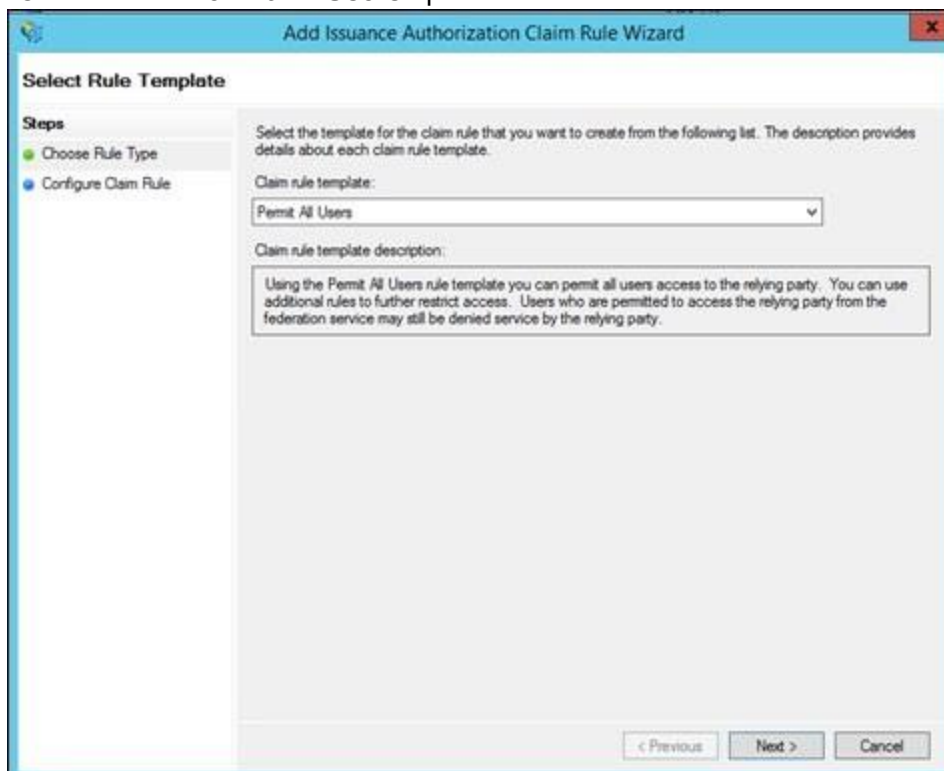 Add Issuance Authorization Claim Rule Wizard
x
Select Rule Template
Steps
Choose Rule Type
Configure Claim Rule
Select the template for the claim rule that you want to create from the following list. The description provides
details about each claim rule template.
Claim rule template:
Permit All Users
Claim rule template description:
Using the Permit All Users rule template you can permit all users access to the relying party. You can use
additional rules to further restrict access. Users who are permitted to access the relying party from the
federation service may still be denied service by the relying party.
< Previous
Next >
Cancel